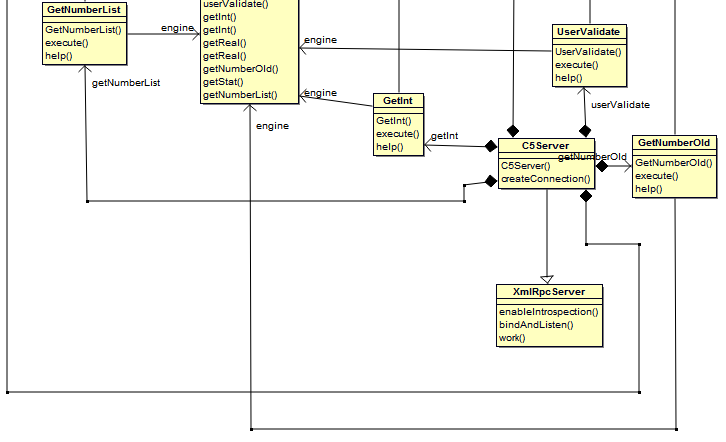 GetNumberList
GetNumberList()
execute()
help()
engine
userValidate()
getInt()
getInt()
getReal()
getReal()
getNumberOld()
getStat()
getNumberList()
engine
UserValidate
UserValidate()
execute()
help()
getNumberList
engine
GetInt
GetInt()
execute()
help()
userValidate
engine
getInt
C5Server
C5Server()
createConnection()
getNumberOld
GetNumberOld
GetNumberOld()
execute()
help()
XmlRpcServer
enableIntrospection()
bindAndListen()
work()